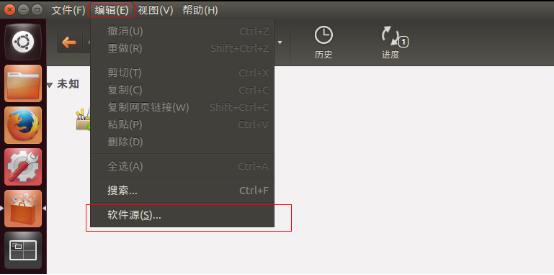 文件(F) 编辑(E) 视图(V) 帮助(H)
历史 进度 1
未知
撤消(U) Ctrl+Z
重做(R) Shift+Ctrl+Z
剪切(T) Ctrl+X
复制(C) Ctrl+C
复制网页链接(W) Shift+Ctrl+C
粘贴(P) Ctrl+V
删除(D)
全选(A) Ctrl+A
搜索... Ctrl+F
软件源(S)...